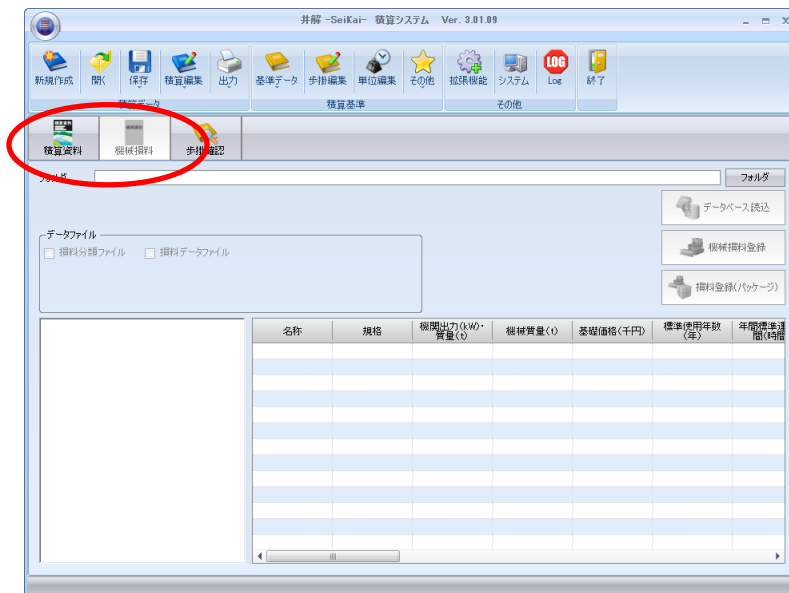 井解 -SeiKai- 積算システム Ver. 3.01.09
新規作成 開く 保存 積算編集 出力 基準データ 歩掛編集 単位編集 その他 拡張機能 システム LOG Log 終了
積算データ 積算基準 その他
積算資料 機械損料 歩掛確認
フォルダ フォルダ
データベース読込
データファイル
損料分類ファイル 損料データファイル
機械損料登録
損料登録(パッケージ)
名称 規格 機関出力(kW)・質量(t) 機械質量(t) 基礎価格(千円) 標準使用年数(年) 年間標準運
間(時間